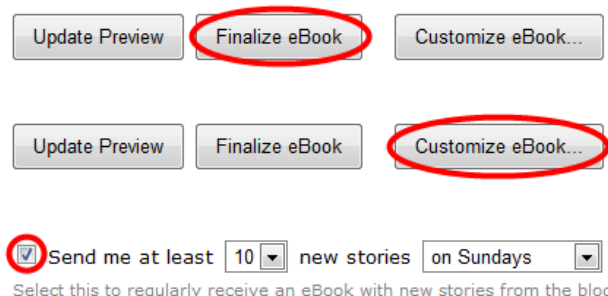 Update Preview Finalize eBook Customize eBook...
Update Preview Finalize eBook Customize eBook...
Send me at least 10 new stories on Sundays
Select this to regularly receive an eBook with new stories from the blog